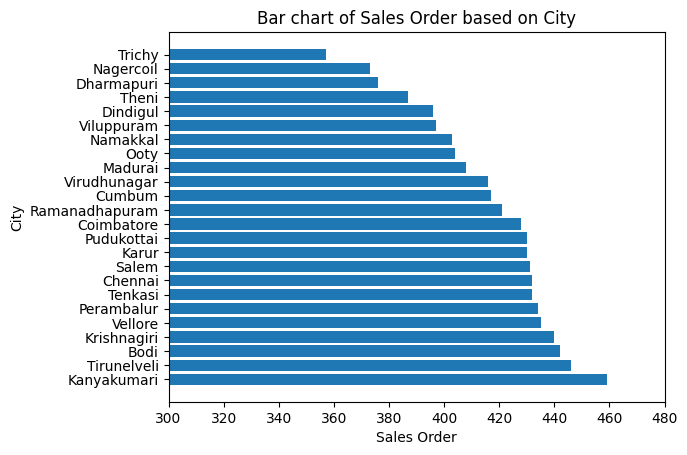 Bar chart of Sales Order based on City
Trichy
Nagercoil
Dharmapuri
Theni
Dindigul
Viluppuram
Namakkal
Ooty
Madurai
Virudhunagar
Cumbum
Ramanadhapuram
Coimbatore
Pudukottai
Karur
Salem
Chennai
Tenkasi
Perambalur
Vellore
Krishnagiri
Bodi
Tirunelveli
Kanyakumari
City
300 320 340 360 380 400 420 440 460 480
Sales Order